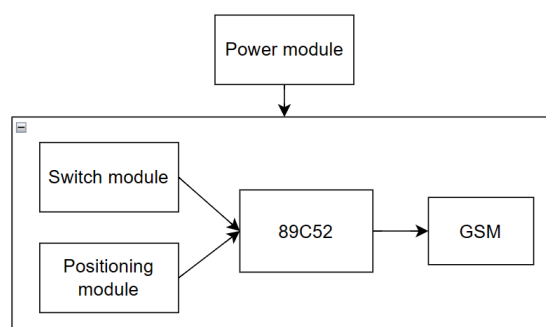 Power module
Switch module
89C52
GSM
Positioning
module